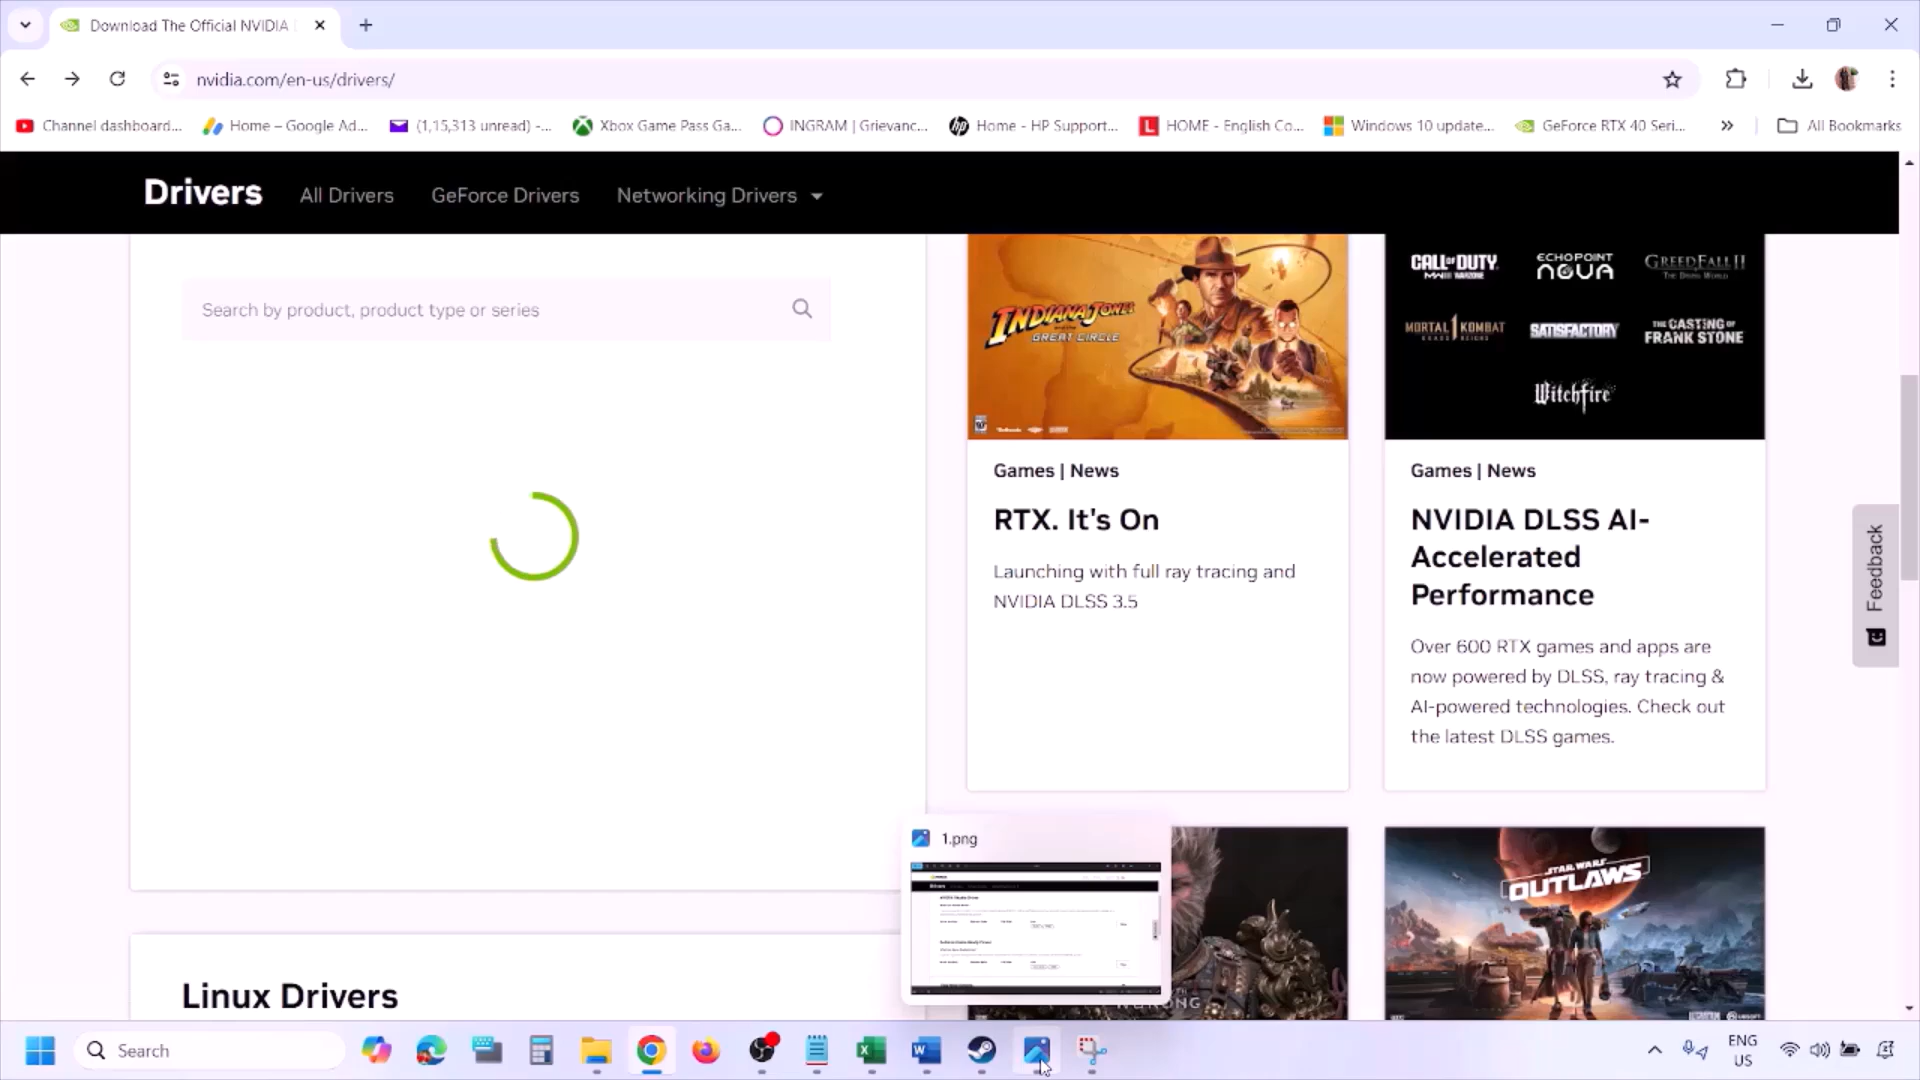 Download The Official NVIDIA
nvidia.com/en-us/drivers/
Channel dashboard...
Home – Google Ad...
(1,15,313 unread) -...
Xbox Game Pass Ga...
INGRAM | Grievanc...
Home - HP Support...
HOME - English Co...
Windows 10 update...
GeForce RTX 40 Seri...
All Bookmarks
Drivers
All Drivers
GeForce Drivers
Networking Drivers
Search by product, product type or series
INDIANA JONES
GREAT CIRCLE
CALL OF DUTY
ECHOPOINT
NOVA
GREEDFALL II
MORTAL KOMBAT
SATISFACTORY
THE CASTING OF
FRANK STONE
Witchfire
Games | News
RTX. It's On
Launching with full ray tracing and
NVIDIA DLSS 3.5
Games | News
NVIDIA DLSS AI-
Accelerated
Performance
Over 600 RTX games and apps are
now powered by DLSS, ray tracing &
AI-powered technologies. Check out
the latest DLSS games.
Feedback
1.png
STAR WARS
OUTLAWS
Linux Drivers
Search
ENG
US